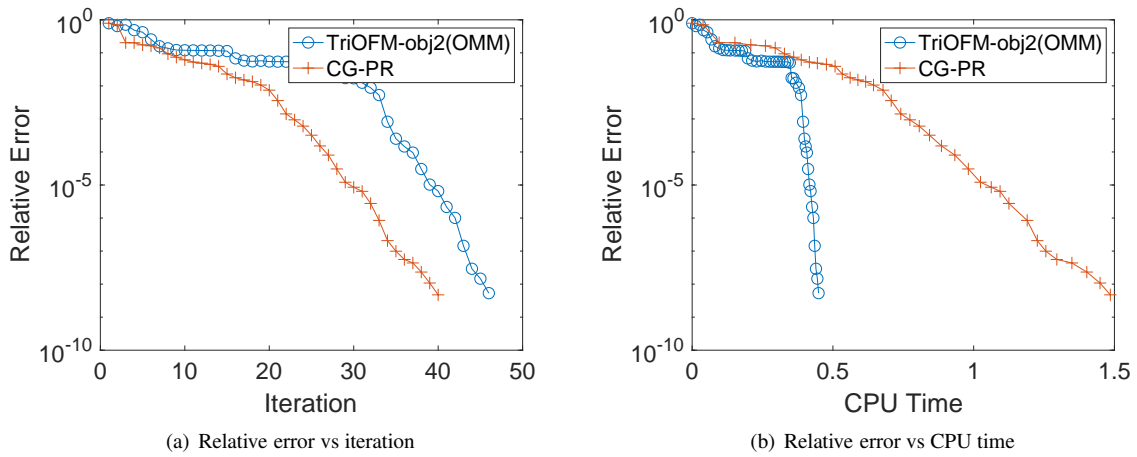 10^0
10^-5
10^-10
Relative Error
0 10 20 30 40 50
Iteration
TriOFM-obj2(OMM)
CG-PR
(a) Relative error vs iteration
10^0
10^-5
10^-10
Relative Error
0 0.5 1 1.5
CPU Time
TriOFM-obj2(OMM)
CG-PR
(b) Relative error vs CPU time